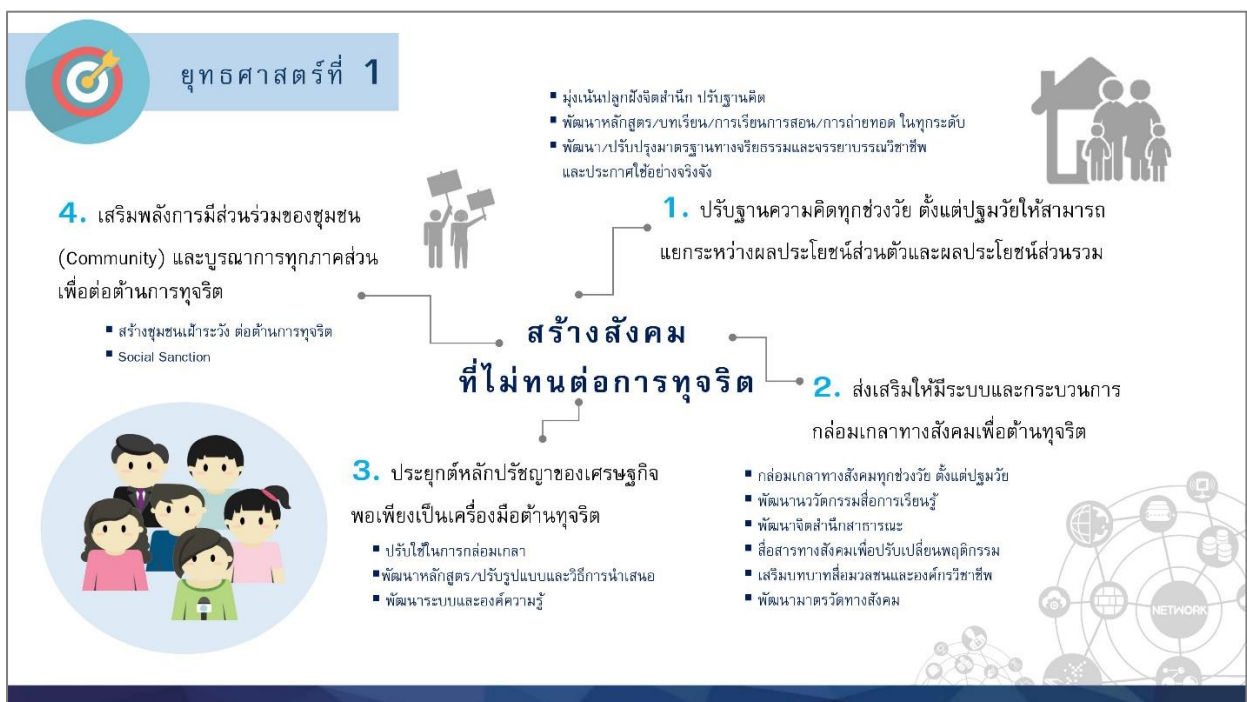 ยุทธศาสตร์ที่ 1
▪ มุ่งเน้นปลูกฝังจิตสำนึก ปรับฐานคิด
▪ พัฒนาหลักสูตร/บทเรียน/การเรียนการสอน/การถ่ายทอด ในทุกระดับ
▪ พัฒนา/ปรับปรุงมาตรฐานทางจริยธรรมและจรรยาบรรณวิชาชีพ
และประกาศใช้อย่างจริงจัง
1. ปรับฐานความคิดทุกช่วงวัย ตั้งแต่ปฐมวัยให้สามารถ
แยกระหว่างผลประโยชน์ส่วนตัวและผลประโยชน์ส่วนรวม
4. เสริมพลังการมีส่วนร่วมของชุมชน
(Community) และบูรณาการทุกภาคส่วน
เพื่อต่อต้านการทุจริต
▪ สร้างชุมชนเฝ้าระวัง ต่อต้านการทุจริต
▪ Social Sanction
สร้างสังคม
ที่ไม่ทนต่อการทุจริต
2. ส่งเสริมให้มีระบบและกระบวนการ
กล่อมเกลาทางสังคมเพื่อต้านทุจริต
▪ กล่อมเกลาทางสังคมทุกช่วงวัย ตั้งแต่ปฐมวัย
▪ พัฒนานวัตกรรมสื่อการเรียนรู้
▪ พัฒนาจิตสำนึกสาธารณะ
▪ สื่อสารทางสังคมเพื่อปรับเปลี่ยนพฤติกรรม
▪ เสริมบทบาทสื่อมวลชนและองค์กรวิชาชีพ
▪ พัฒนามาตรวัดทางสังคม
3. ประยุกต์หลักปรัชญาของเศรษฐกิจ
พอเพียงเป็นเครื่องมือต้านทุจริต
▪ ปรับใช้ในการกล่อมเกลา
▪พัฒนาหลักสูตร/ปรับรูปแบบและวิธีการนำเสนอ
▪ พัฒนาระบบและองค์ความรู้
NETWORK